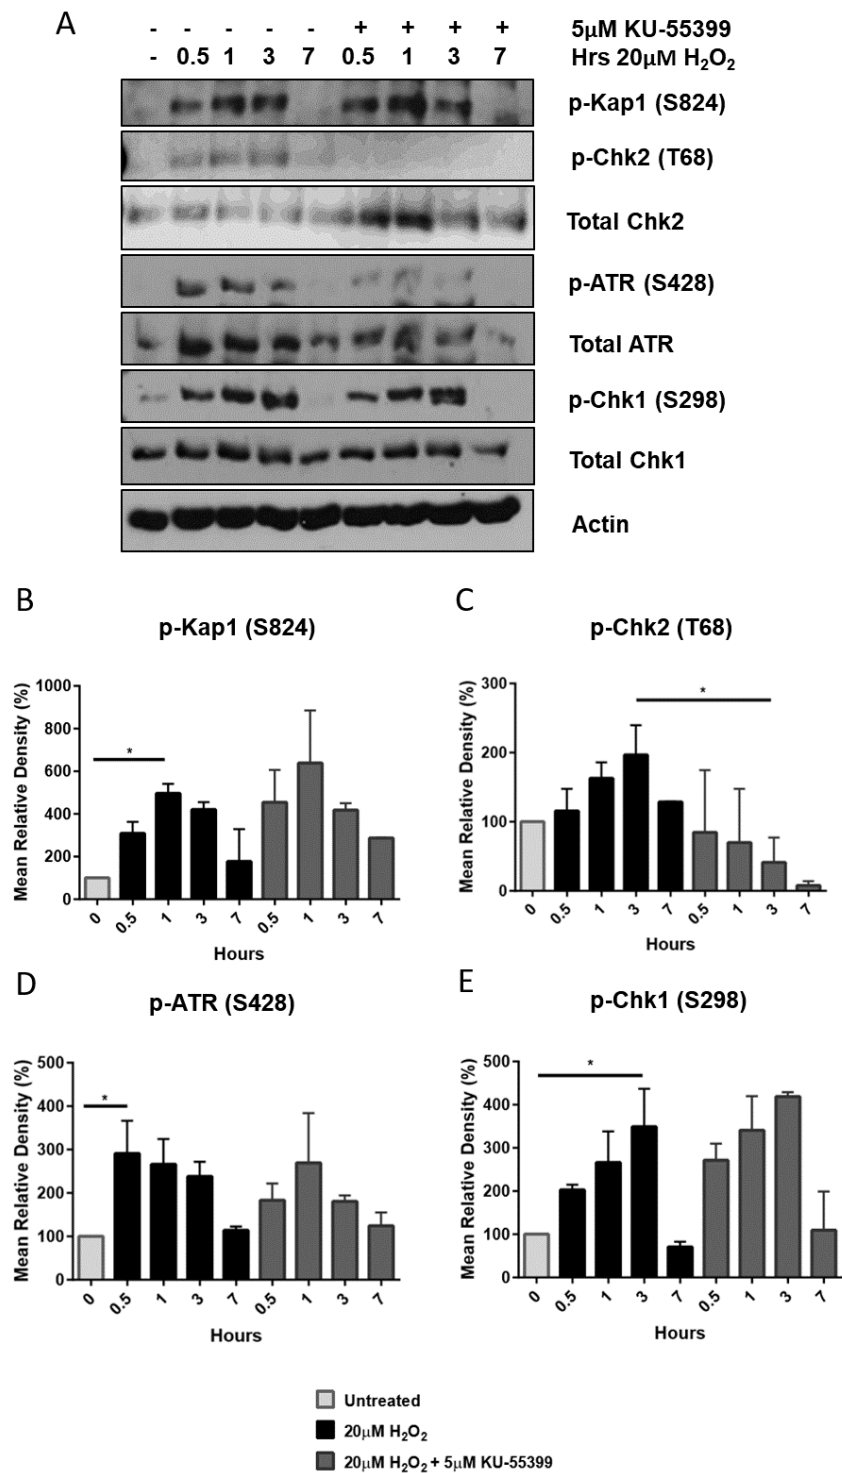 A
- - - - - + + + + 5µM KU-55399
- 0.5 1 3 7 0.5 1 3 7 Hrs 20µM H₂O₂
p-Kap1 (S824)
p-Chk2 (T68)
Total Chk2
p-ATR (S428)
Total ATR
p-Chk1 (S298)
Total Chk1
Actin
B
p-Kap1 (S824)
Mean Relative Density (%)
1000
800
600
400
200
0
*
0 0.5 1 3 7 0.5 1 3 7
Hours
C
p-Chk2 (T68)
Mean Relative Density (%)
300
200
100
0
*
0 0.5 1 3 7 0.5 1 3 7
Hours
D
p-ATR (S428)
Mean Relative Density (%)
500
400
300
200
100
0
*
0 0.5 1 3 7 0.5 1 3 7
Hours
E
p-Chk1 (S298)
Mean Relative Density (%)
500
400
300
200
100
0
*
0 0.5 1 3 7 0.5 1 3 7
Hours
Untreated
20µM H₂O₂
20µM H₂O₂ + 5µM KU-55399